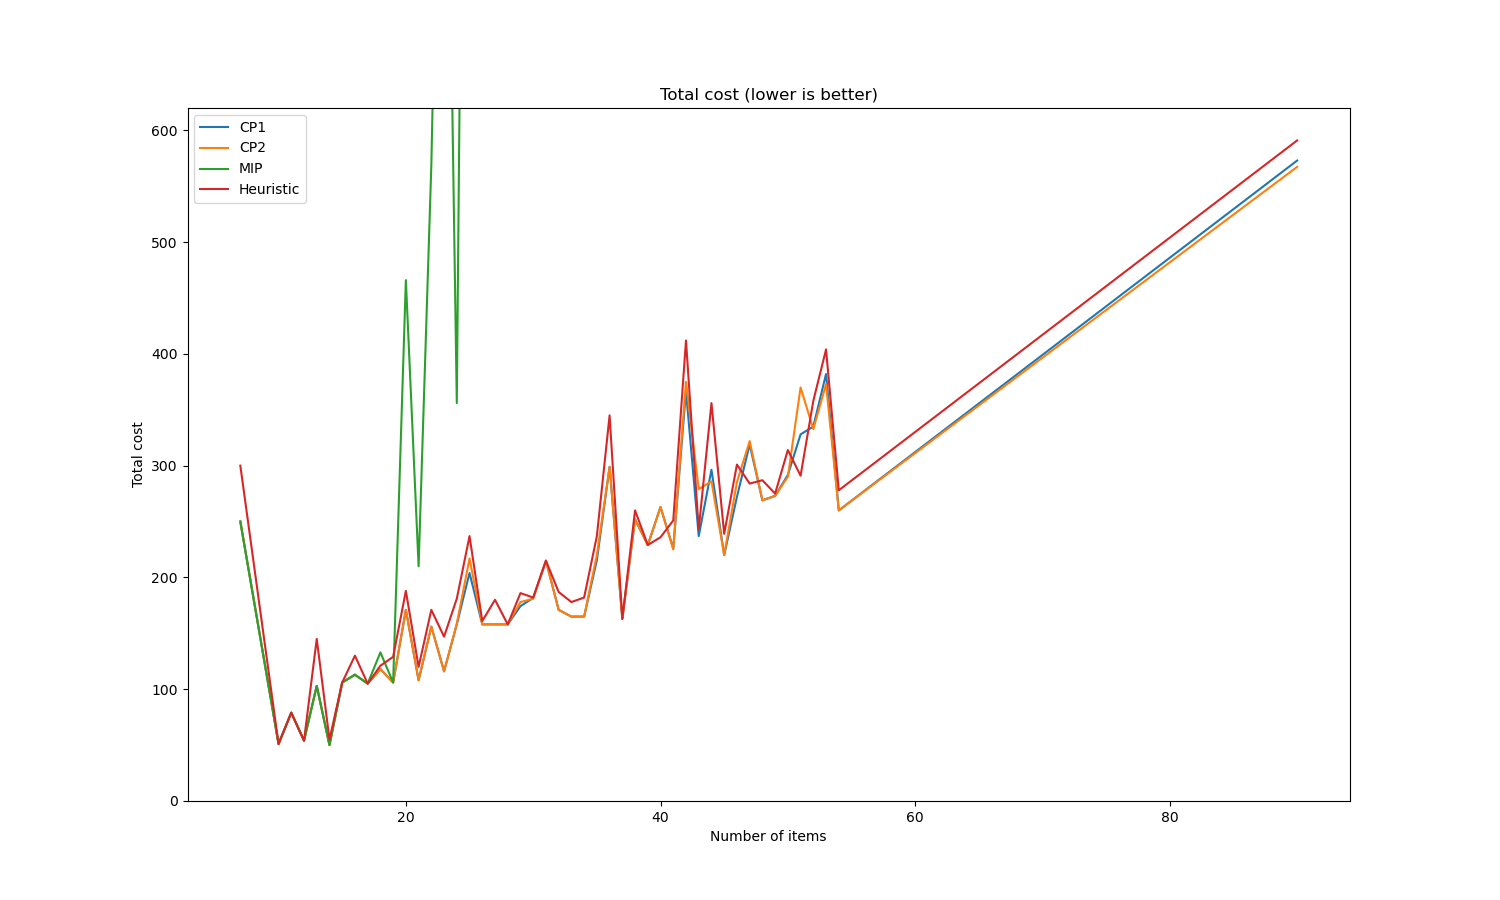 Total cost (lower is better)
CP1
CP2
MIP
Heuristic
600
500
400
300
200
100
0
Total cost
20
40
60
80
Number of items